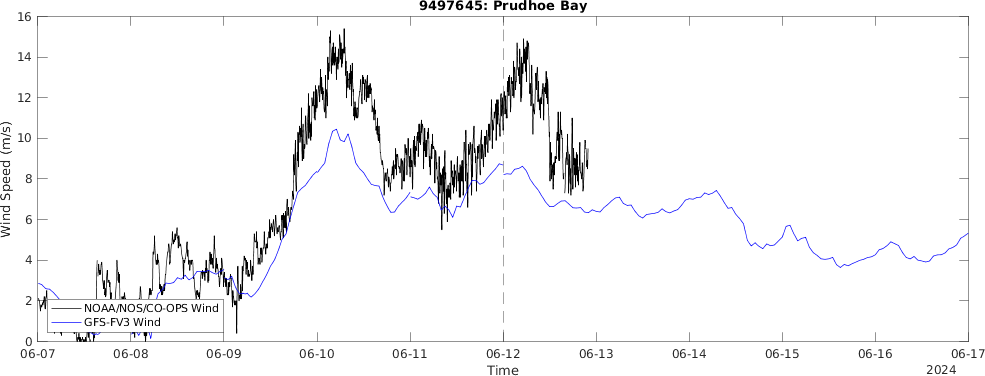 9497645: Prudhoe Bay
16
14
12
10
8
6
4
2
0
Wind Speed (m/s)
NOAA/NOS/CO-OPS Wind
GFS-FV3 Wind
06-07 06-08 06-09 06-10 06-11 06-12 06-13 06-14 06-15 06-16 06-17
Time
2024